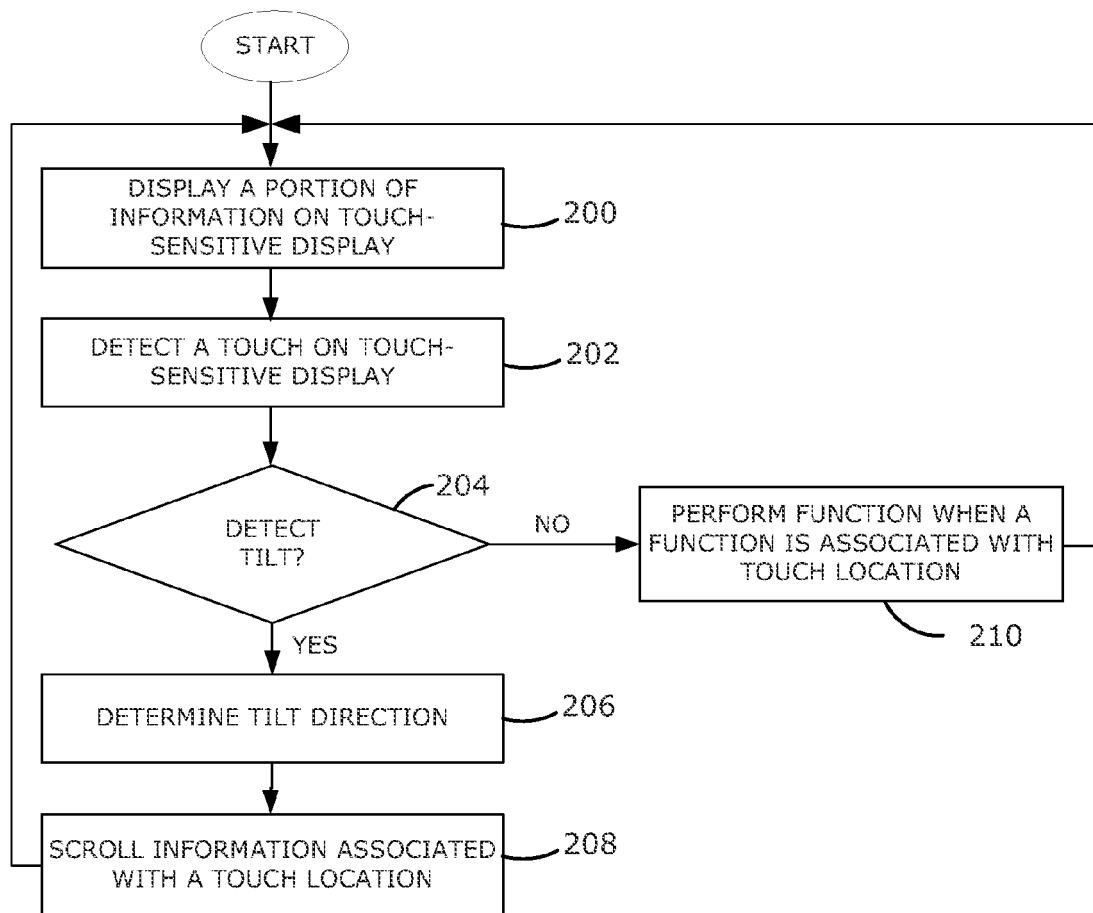 START
DISPLAY A PORTION OF
INFORMATION ON TOUCH-
SENSITIVE DISPLAY
200
DETECT A TOUCH ON TOUCH-
SENSITIVE DISPLAY
202
DETECT
TILT?
204
NO
PERFORM FUNCTION WHEN A
FUNCTION IS ASSOCIATED WITH
TOUCH LOCATION
210
YES
DETERMINE TILT DIRECTION
206
SCROLL INFORMATION ASSOCIATED
WITH A TOUCH LOCATION
208